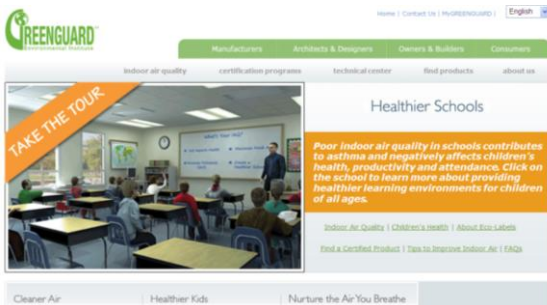 Home | Contact Us | MyGREENGUARD |
English
GREENGUARD
Environmental Institute
Manufacturers Architects & Designers Owners & Builders Consumers
indoor air quality certification programs technical center find products about us
TAKE THE TOUR
Healthier Schools
Poor indoor air quality in schools contributes
to asthma and negatively affects children's
health, productivity and attendance. Click on
the school to learn more about providing
healthier learning environments for children
of all ages.
Indoor Air Quality | Children's Health | About Eco-Labels
Find a Certified Product | Tips to Improve Indoor Air | FAQs
Cleaner Air Healthier Kids Nurture the Air You Breathe